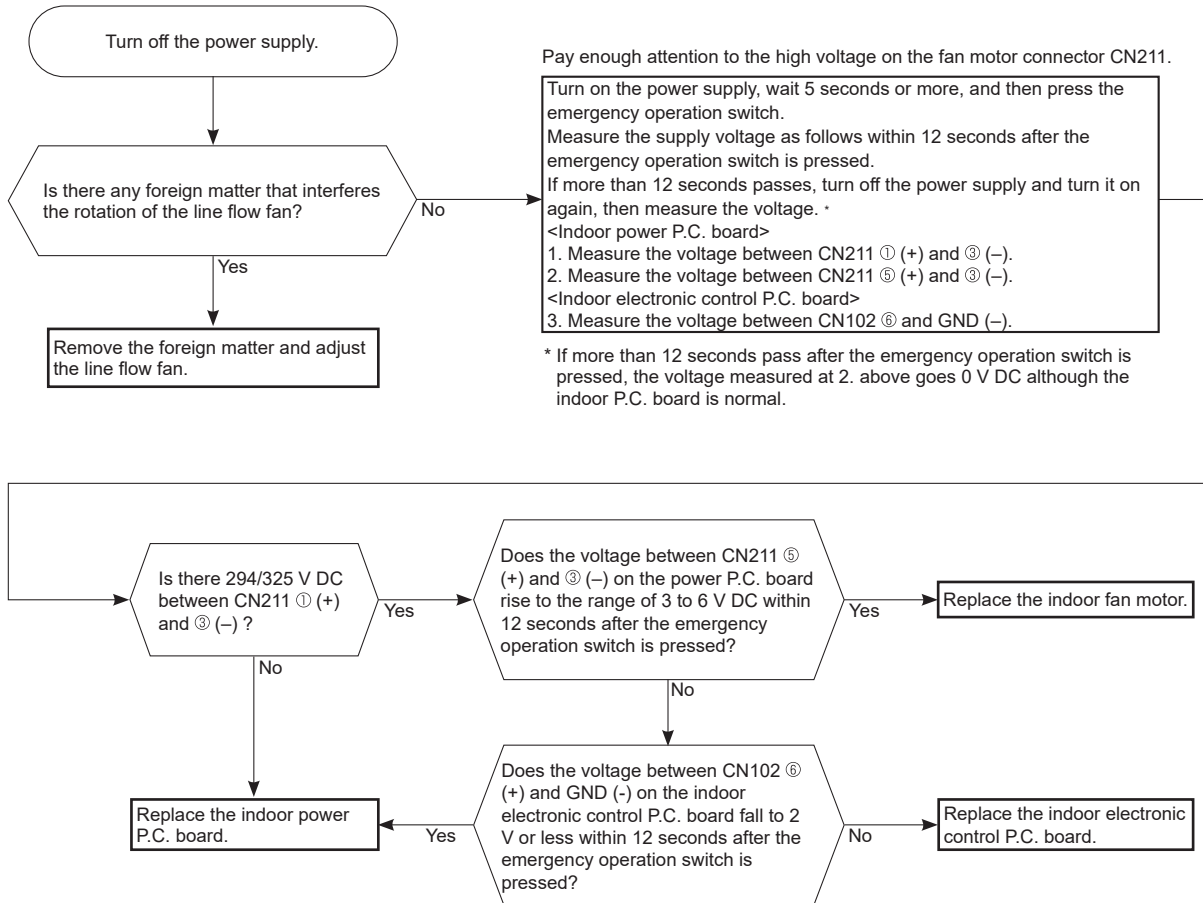 Turn off the power supply.
Is there any foreign matter that interferes
the rotation of the line flow fan?
No
Yes
Remove the foreign matter and adjust
the line flow fan.
Pay enough attention to the high voltage on the fan motor connector CN211.
Turn on the power supply, wait 5 seconds or more, and then press the
emergency operation switch.
Measure the supply voltage as follows within 12 seconds after the
emergency operation switch is pressed.
If more than 12 seconds passes, turn off the power supply and turn it on
again, then measure the voltage. *
<Indoor power P.C. board>
1. Measure the voltage between CN211 ① (+) and ③ (–).
2. Measure the voltage between CN211 ⑤ (+) and ③ (–).
<Indoor electronic control P.C. board>
3. Measure the voltage between CN102 ⑥ and GND (–).
* If more than 12 seconds pass after the emergency operation switch is
pressed, the voltage measured at 2. above goes 0 V DC although the
indoor P.C. board is normal.
Is there 294/325 V DC
between CN211 ① (+)
and ③ (–) ?
Yes
No
Does the voltage between CN211 ⑤
(+) and ③ (–) on the power P.C. board
rise to the range of 3 to 6 V DC within
12 seconds after the emergency
operation switch is pressed?
Yes
Replace the indoor fan motor.
No
Does the voltage between CN102 ⑥
(+) and GND (-) on the indoor
electronic control P.C. board fall to 2
V or less within 12 seconds after the
emergency operation switch is
pressed?
Yes
Replace the indoor power
P.C. board.
No
Replace the indoor electronic
control P.C. board.